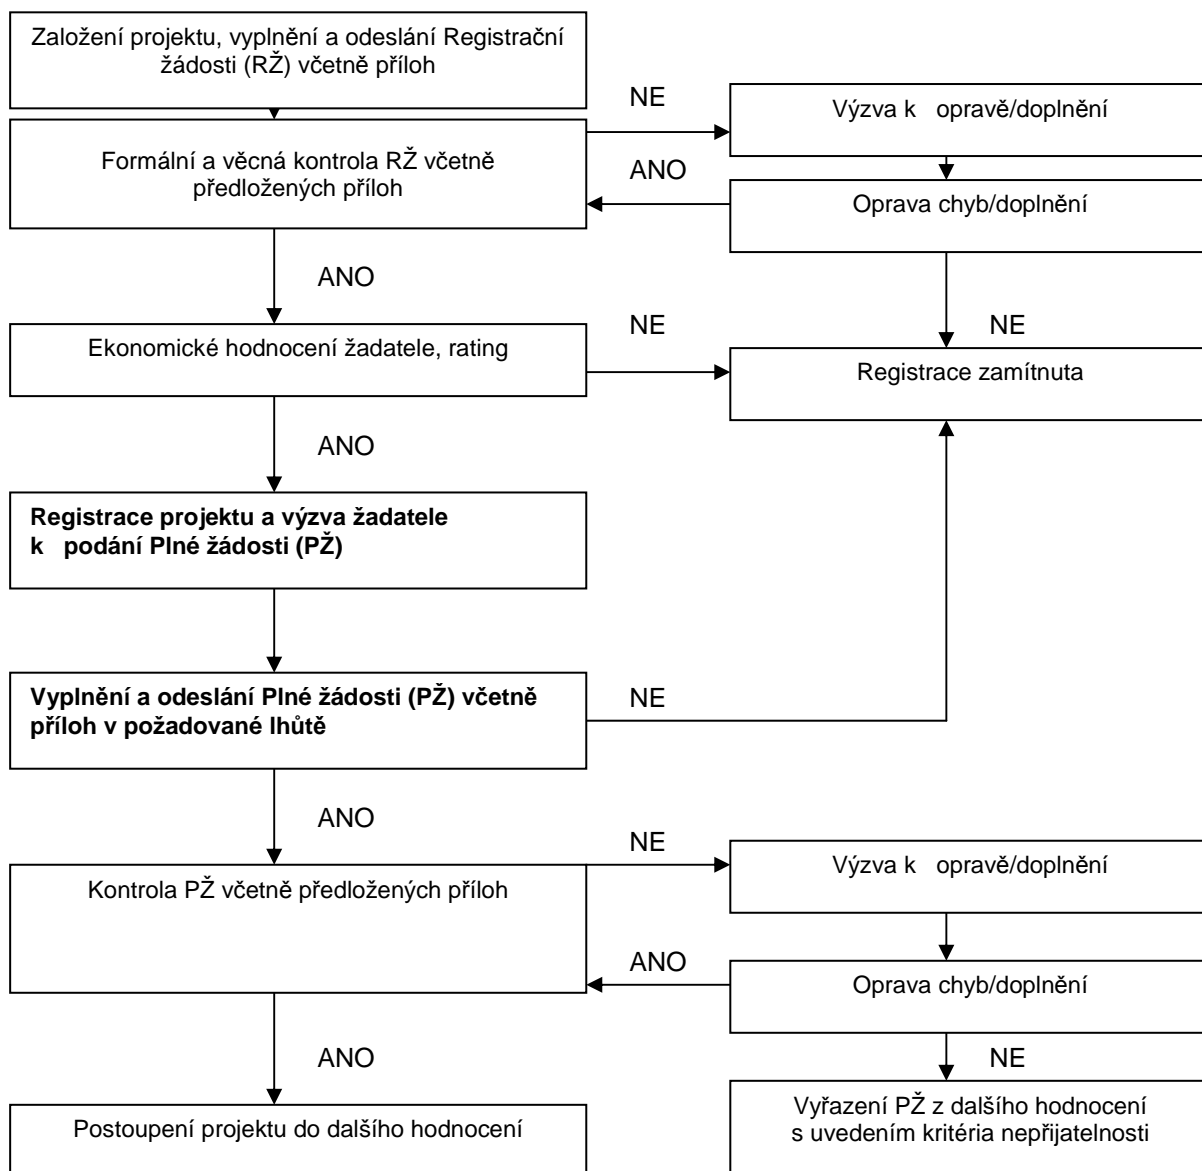 Založení projektu, vyplnění a odeslání Registrační
žádosti (RŽ) včetně příloh
NE
Výzva k opravě/doplnění
Formální a věcná kontrola RŽ včetně
předložených příloh
ANO
Oprava chyb/doplnění
ANO
NE
NE
Ekonomické hodnocení žadatele, rating
Registrace zamítnuta
ANO
Registrace projektu a výzva žadatele
k podání Plné žádosti (PŽ)
Vyplnění a odeslání Plné žádosti (PŽ) včetně
příloh v požadované lhůtě
NE
ANO
NE
Výzva k opravě/doplnění
Kontrola PŽ včetně předložených příloh
ANO
Oprava chyb/doplnění
ANO
NE
Vyřazení PŽ z dalšího hodnocení
s uvedením kritéria nepřijatelnosti
Postoupení projektu do dalšího hodnocení